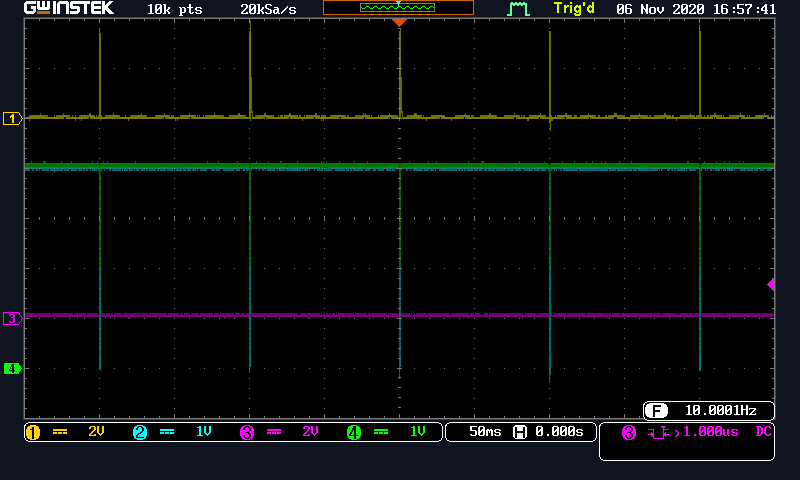 GWINSTEK 10k pts 20kSa/s Trig'd 06 Nov 2020 16:57:41
1
3
4
F 10.0001Hz
1 2V 2 1V 3 2V 4 1V 50ms H 0.000s 3 >1.000us DC